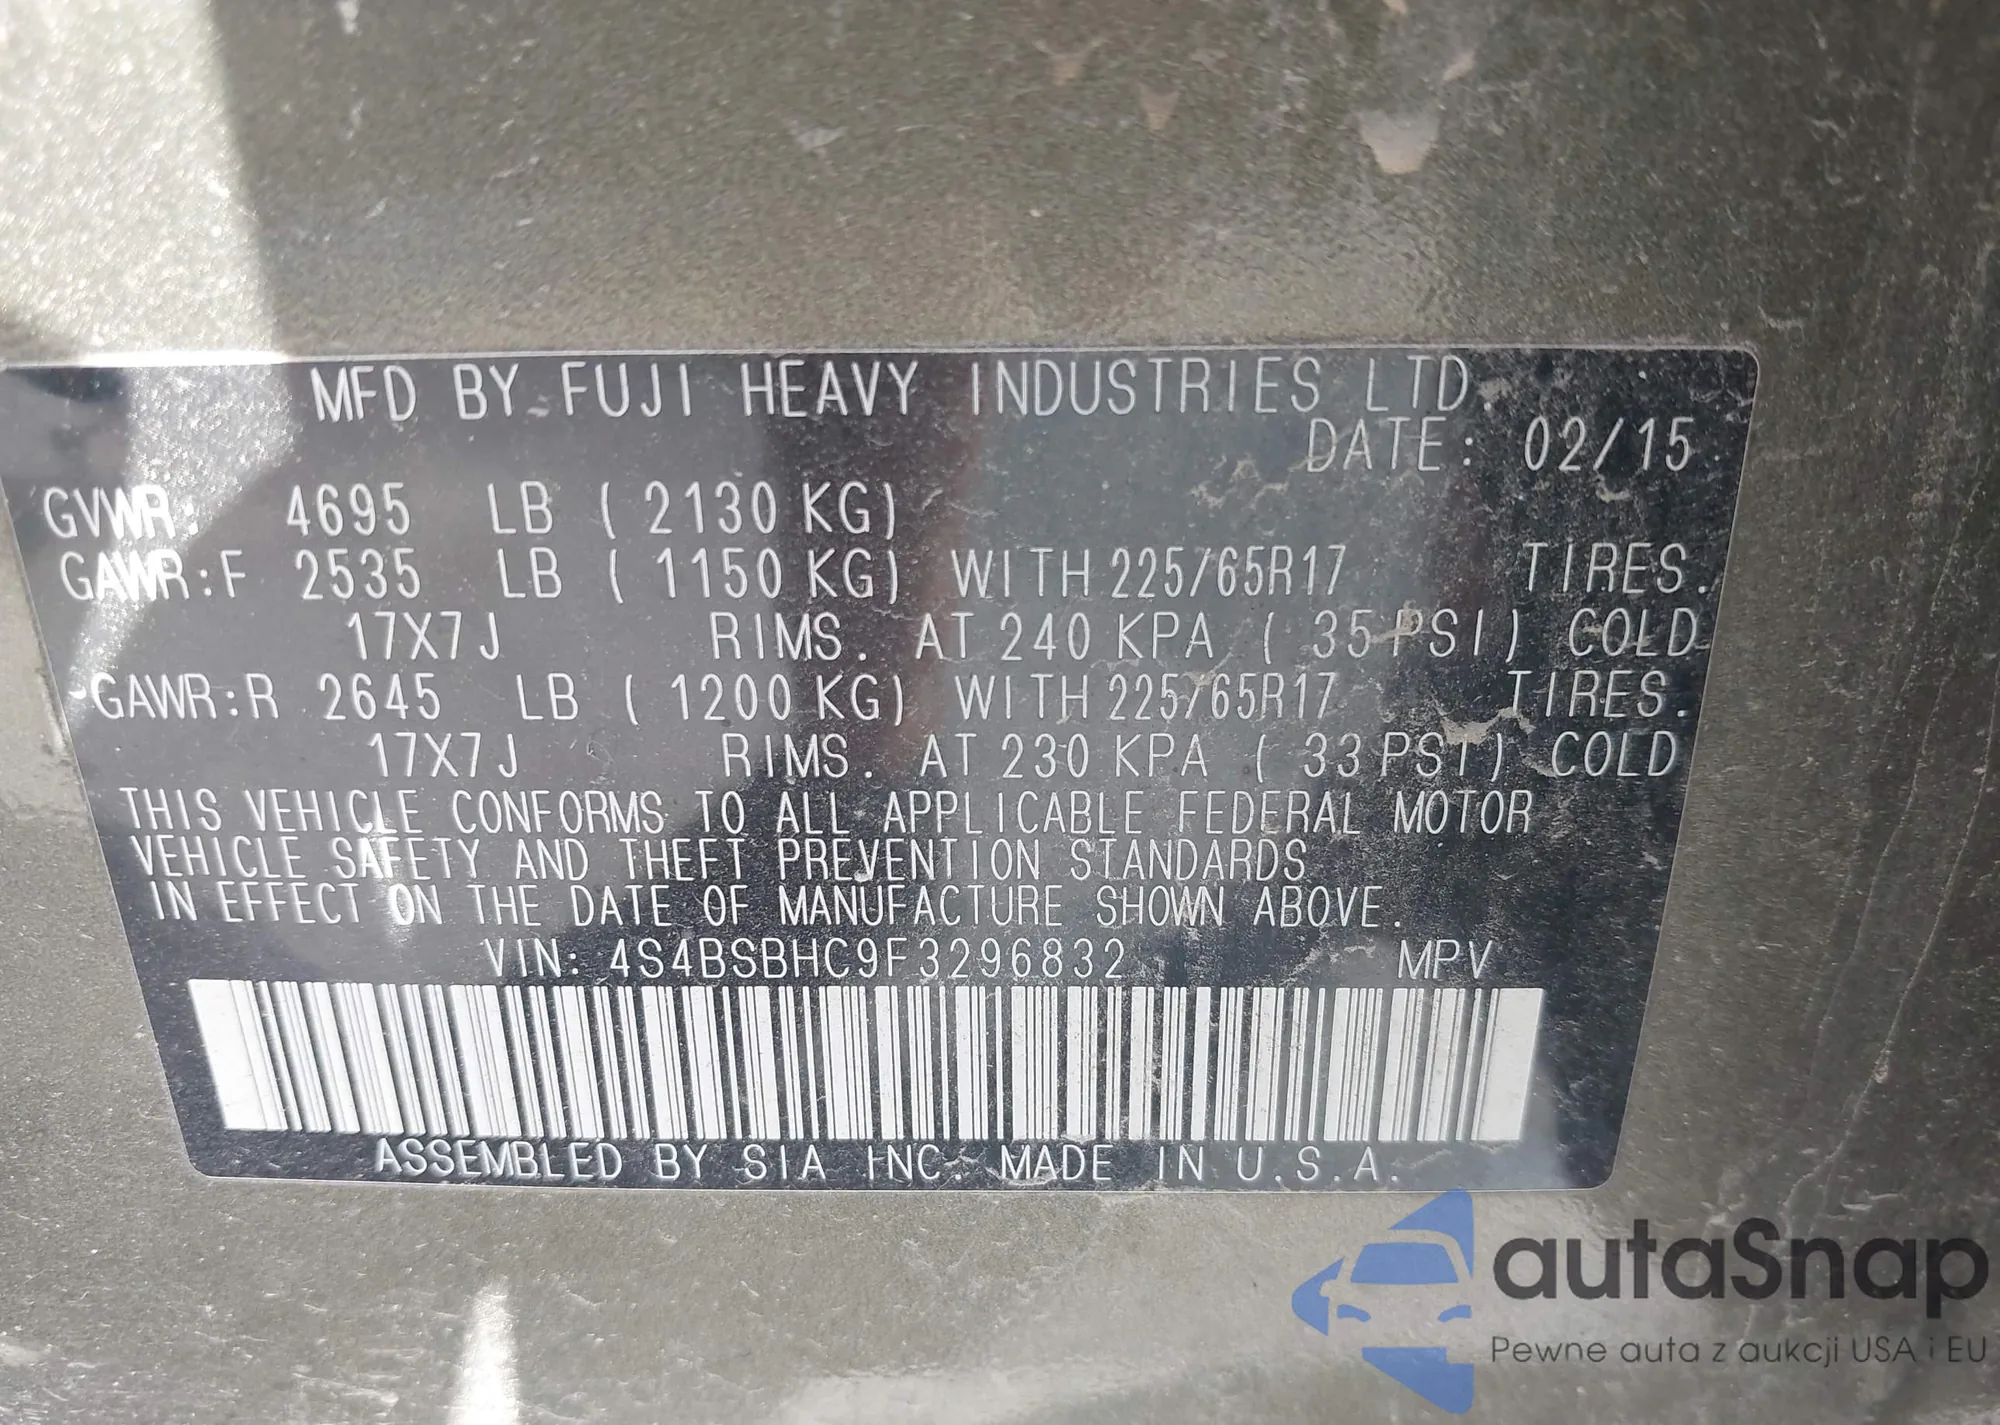 MFD BY FUJI HEAVY INDUSTRIES LTD.
DATE: 02/15
GVWR: 4695 LB ( 2130 KG)
GAWR:F 2535 LB ( 1150 KG) WITH 225/65R17 TIRES.
17X7J RIMS. AT 240 KPA ( 35 PSI) COLD
GAWR:R 2645 LB ( 1200 KG) WITH 225/65R17 TIRES.
17X7J RIMS. AT 230 KPA ( 33 PSI) COLD
THIS VEHICLE CONFORMS TO ALL APPLICABLE FEDERAL MOTOR
VEHICLE SAFETY AND THEFT PREVENTION STANDARDS
IN EFFECT ON THE DATE OF MANUFACTURE SHOWN ABOVE.
VIN: 4S4BSBHC9F3296832 MPV
ASSEMBLED BY SIA INC. MADE IN U.S.A.
autaSnap
Pewne auta z aukcji USA i EU